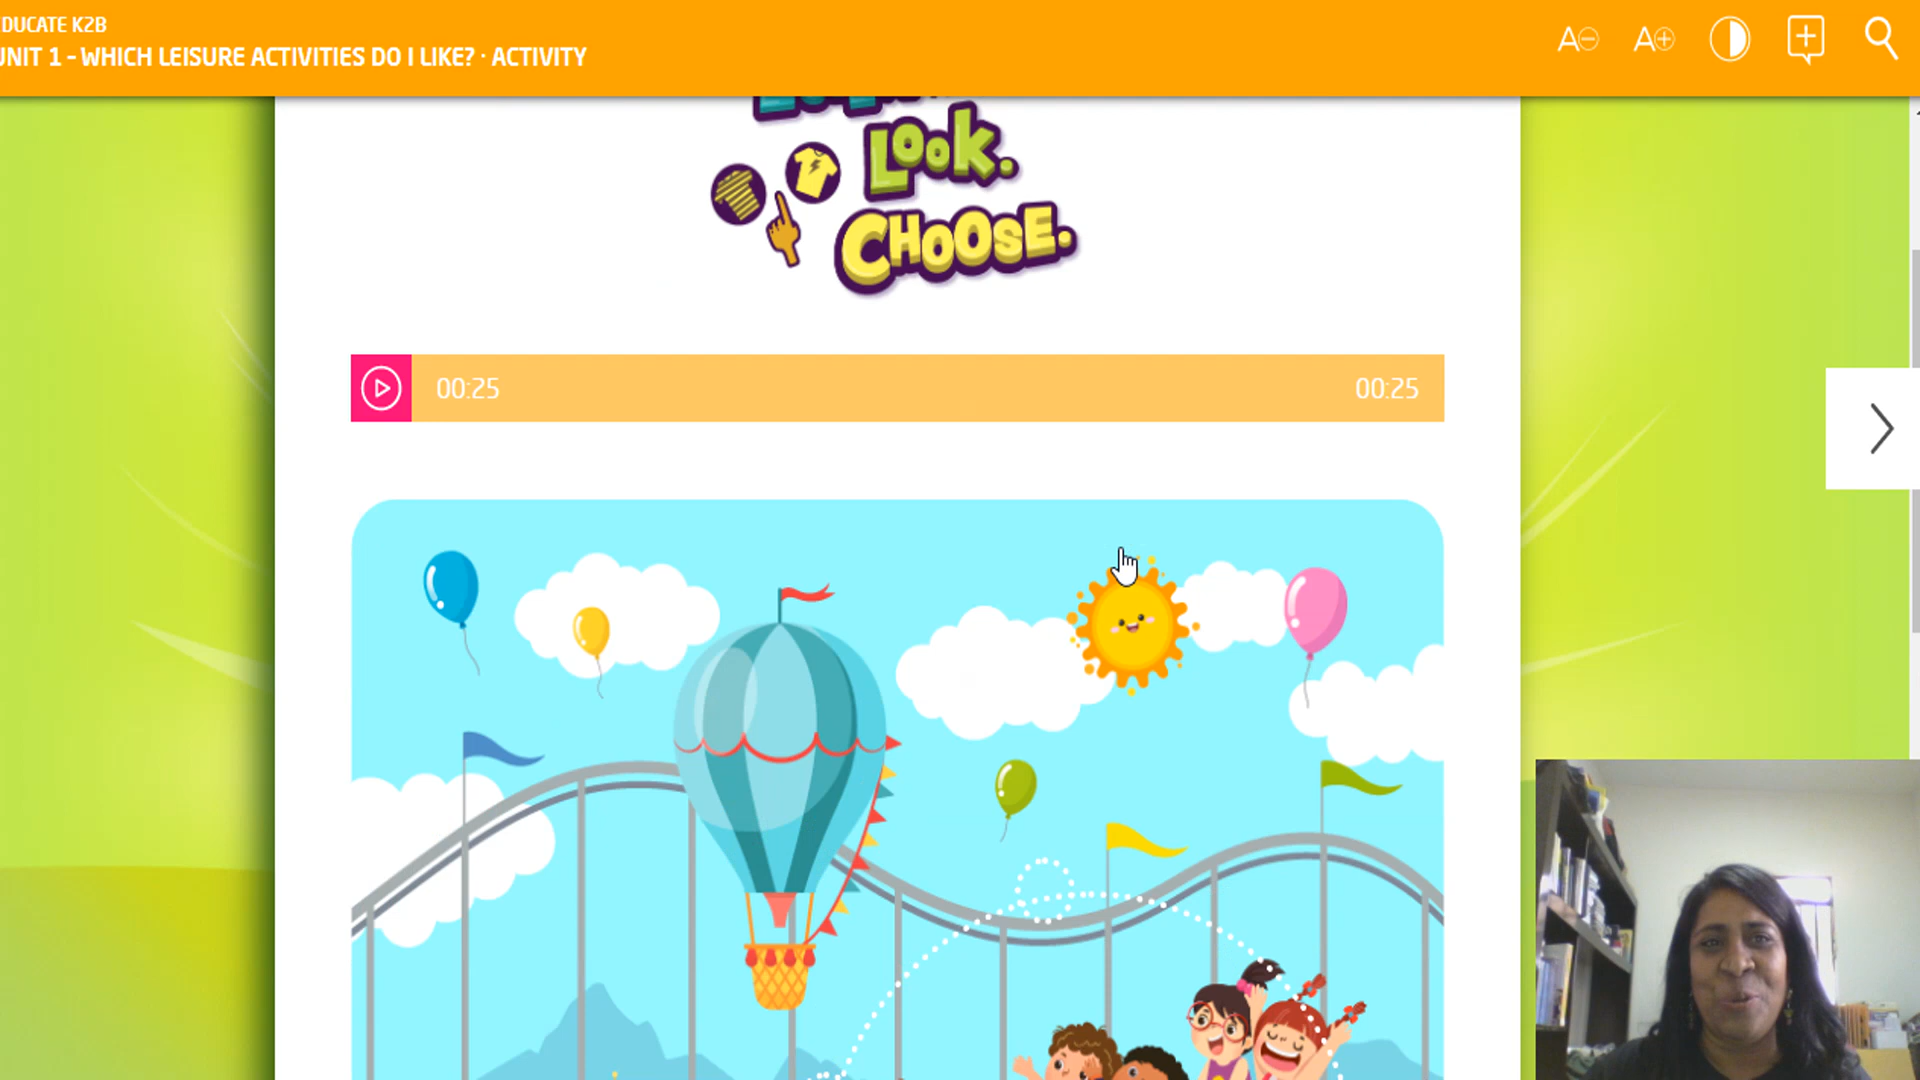 DUCATE K2B
UNIT 1 - WHICH LEISURE ACTIVITIES DO I LIKE? · ACTIVITY
A
A
LOOK.
CHOOSE.
00:25
00:25